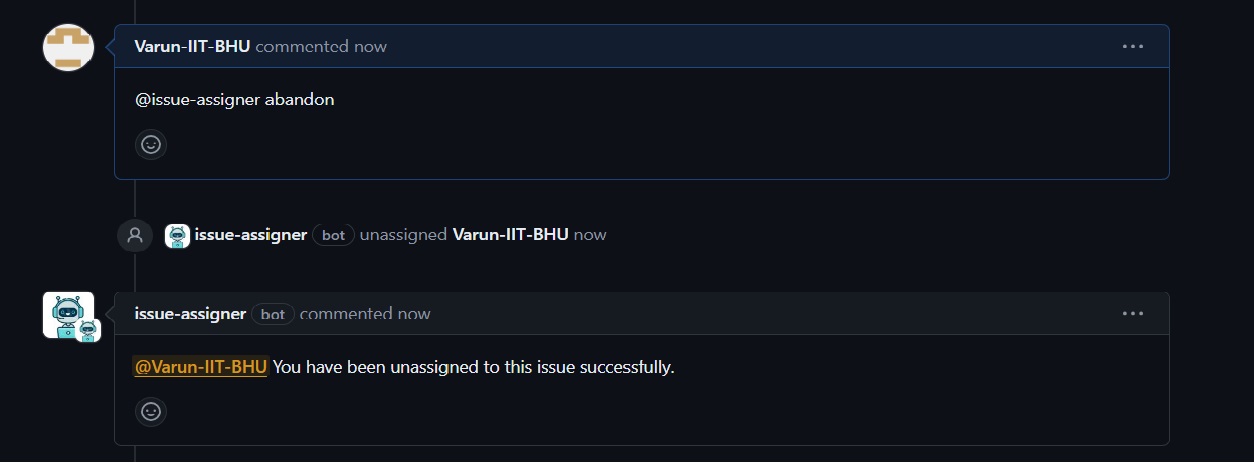 Varun-IIT-BHU commented now
@issue-assigner abandon
issue-assigner bot unassigned Varun-IIT-BHU now
issue-assigner bot commented now
@Varun-IIT-BHU You have been unassigned to this issue successfully.